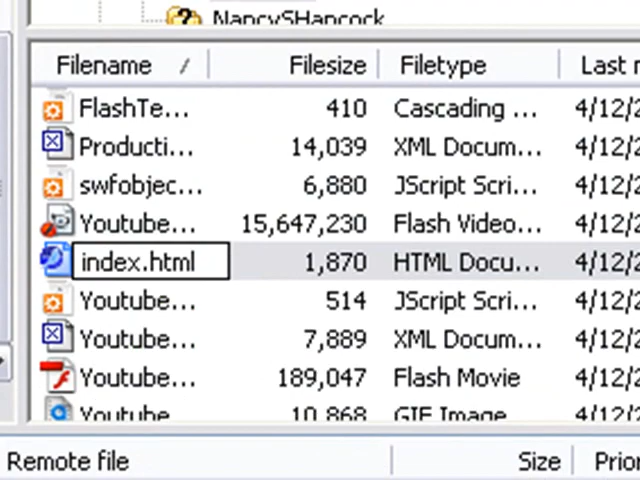 NancySHancock
Filename / Filesize Filetype Last r
FlashTe... 410 Cascading ... 4/12/2
Producti... 14,039 XML Docum... 4/12/2
swfobjec... 6,880 JScript Scri... 4/12/2
Youtube... 15,647,230 Flash Video... 4/12/2
index.html 1,870 HTML Docu... 4/12/2
Youtube... 514 JScript Scri... 4/12/2
Youtube... 7,889 XML Docum... 4/12/2
Youtube... 189,047 Flash Movie 4/12/2
Youtube 10,868 GIF Image 4/12/2
Remote file Size Prior